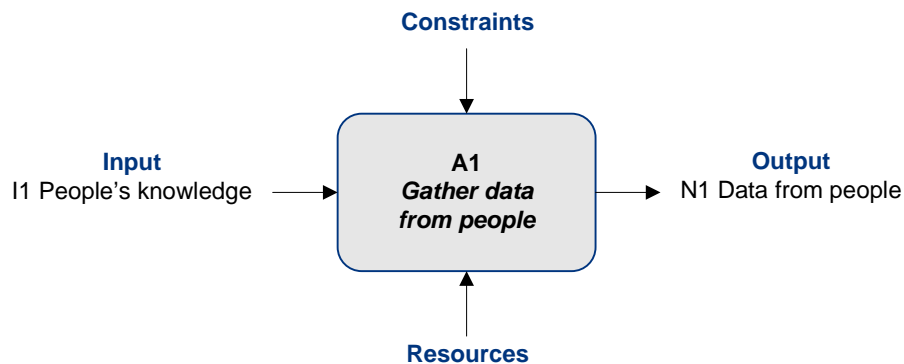 Constraints
Input
I1 People’s knowledge
A1
Gather data
from people
Output
N1 Data from people
Resources